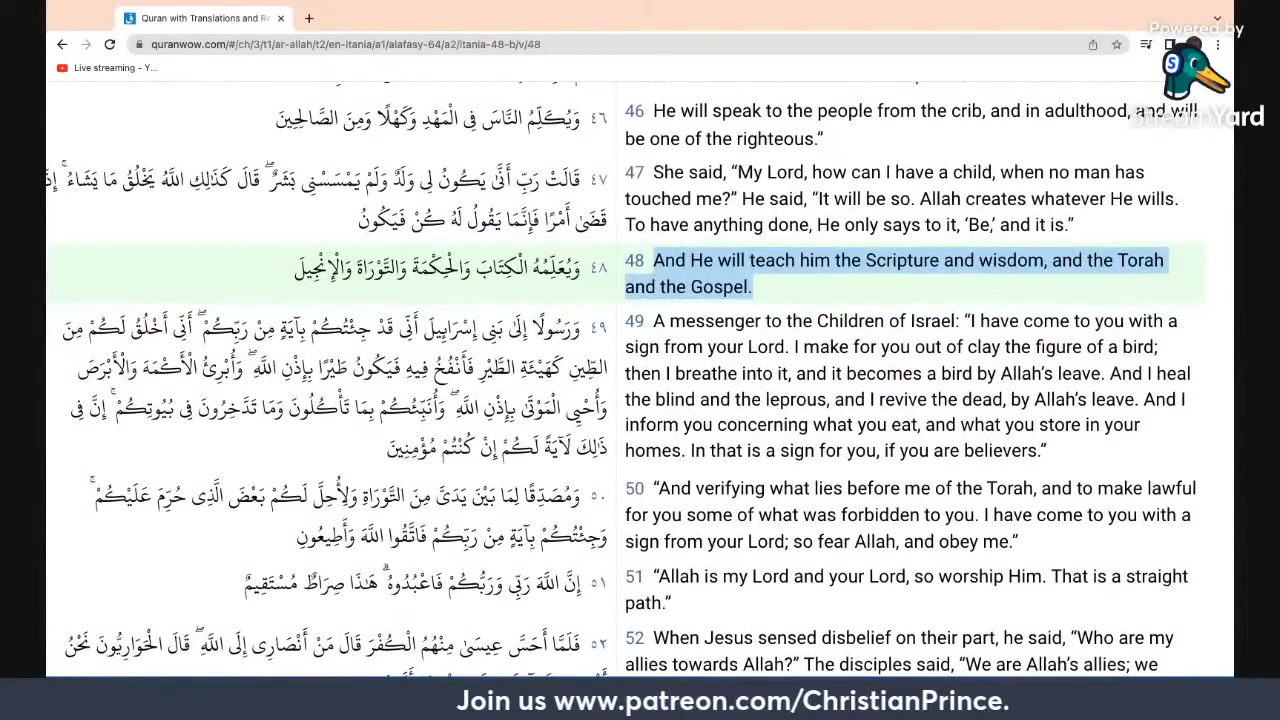 Quran with Translations and Re
quranwow.com/#/ch/3/t1/ar-allah/t2/en-itania/a1/alafasy-64/a2/itania-48-b/v/48
Powered by
StreamYard
Live streaming - Y...
٤٦ وَيُكَلِّمُ النَّاسَ فِي الْمَهْدِ وَكَهْلًا وَمِنَ الصَّالِحِينَ
46 He will speak to the people from the crib, and in adulthood, and will
be one of the righteous.”
٤٧ قَالَتْ رَبِّ أَنَّىٰ يَكُونُ لِي وَلَدٌ وَلَمْ يَمْسَسْنِي بَشَرٌ ۖ قَالَ كَذَٰلِكِ اللَّهُ يَخْلُقُ مَا يَشَاءُ ۚ إِذَ
قَضَىٰ أَمْرًا فَإِنَّمَا يَقُولُ لَهُ كُنْ فَيَكُونُ
47 She said, “My Lord, how can I have a child, when no man has
touched me?” He said, “It will be so. Allah creates whatever He wills.
To have anything done, He only says to it, ‘Be,’ and it is.”
٤٨ وَيُعَلِّمُهُ الْكِتَابَ وَالْحِكْمَةَ وَالتَّوْرَاةَ وَالْإِنْجِيلَ
48 And He will teach him the Scripture and wisdom, and the Torah
and the Gospel.
٤٩ وَرَسُولًا إِلَىٰ بَنِي إِسْرَائِيلَ أَنِّي قَدْ جِئْتُكُمْ بِآيَةٍ مِنْ رَبِّكُمْ ۖ أَنِّي أَخْلُقُ لَكُمْ مِنَ
الطِّينِ كَهَيْئَةِ الطَّيْرِ فَأَنْفُخُ فِيهِ فَيَكُونُ طَيْرًا بِإِذْنِ اللَّهِ ۖ وَأُبْرِئُ الْأَكْمَهَ وَالْأَبْرَصَ
وَأُحْيِي الْمَوْتَىٰ بِإِذْنِ اللَّهِ ۖ وَأُنَبِّئُكُمْ بِمَا تَأْكُلُونَ وَمَا تَدَّخِرُونَ فِي بُيُوتِكُمْ ۚ إِنَّ فِي
ذَٰلِكَ لَآيَةً لَكُمْ إِنْ كُنْتُمْ مُؤْمِنِينَ
49 A messenger to the Children of Israel: “I have come to you with a
sign from your Lord. I make for you out of clay the figure of a bird;
then I breathe into it, and it becomes a bird by Allah’s leave. And I heal
the blind and the leprous, and I revive the dead, by Allah’s leave. And I
inform you concerning what you eat, and what you store in your
homes. In that is a sign for you, if you are believers.”
٥٠ وَمُصَدِّقًا لِمَا بَيْنَ يَدَيَّ مِنَ التَّوْرَاةِ وَلِأُحِلَّ لَكُمْ بَعْضَ الَّذِي حُرِّمَ عَلَيْكُمْ ۚ
وَجِئْتُكُمْ بِآيَةٍ مِنْ رَبِّكُمْ فَاتَّقُوا اللَّهَ وَأَطِيعُونِ
50 “And verifying what lies before me of the Torah, and to make lawful
for you some of what was forbidden to you. I have come to you with a
sign from your Lord; so fear Allah, and obey me.”
٥١ إِنَّ اللَّهَ رَبِّي وَرَبُّكُمْ فَاعْبُدُوهُ ۗ هَٰذَا صِرَاطٌ مُسْتَقِيمٌ
51 “Allah is my Lord and your Lord, so worship Him. That is a straight
path.”
٥٢ فَلَمَّا أَحَسَّ عِيسَىٰ مِنْهُمُ الْكُفْرَ قَالَ مَنْ أَنْصَارِي إِلَى اللَّهِ ۖ قَالَ الْحَوَارِيُّونَ نَحْنُ
52 When Jesus sensed disbelief on their part, he said, “Who are my
allies towards Allah?” The disciples said, “We are Allah’s allies; we
Join us www.patreon.com/ChristianPrince.